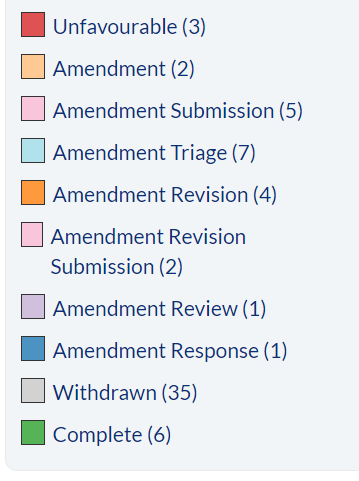 Unfavourable (3)
Amendment (2)
Amendment Submission (5)
Amendment Triage (7)
Amendment Revision (4)
Amendment Revision
Submission (2)
Amendment Review (1)
Amendment Response (1)
Withdrawn (35)
Complete (6)